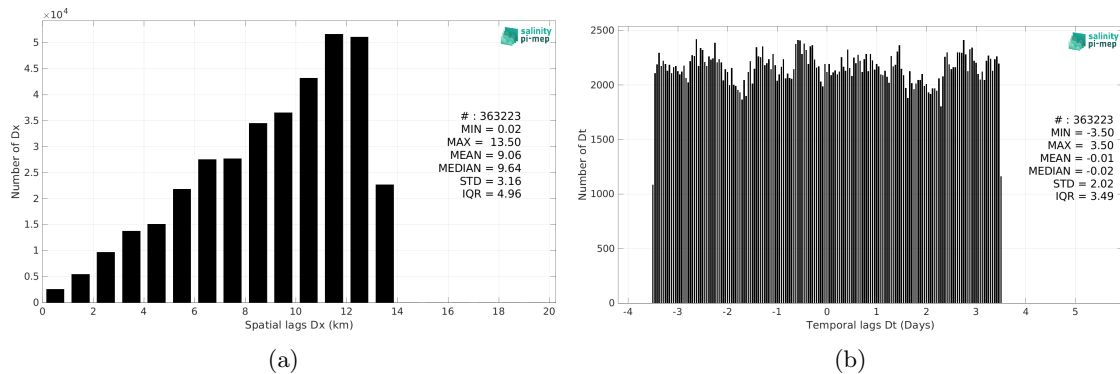 ×10⁴
5
4.5
4
3.5
3
2.5
2
1.5
1
0.5
0
0 2 4 6 8 10 12 14 16 18 20
Number of Dx
Spatial lags Dx (km)
salinity
pi-mep
# : 363223
MIN = 0.02
MAX = 13.50
MEAN = 9.06
MEDIAN = 9.64
STD = 3.16
IQR = 4.96
(a)
2500
2000
1500
1000
500
0
-4 -3 -2 -1 0 1 2 3 4 5
Number of Dt
Temporal lags Dt (Days)
salinity
pi-mep
# : 363223
MIN = -3.50
MAX = 3.50
MEAN = -0.01
MEDIAN = -0.02
STD = 2.02
IQR = 3.49
(b)